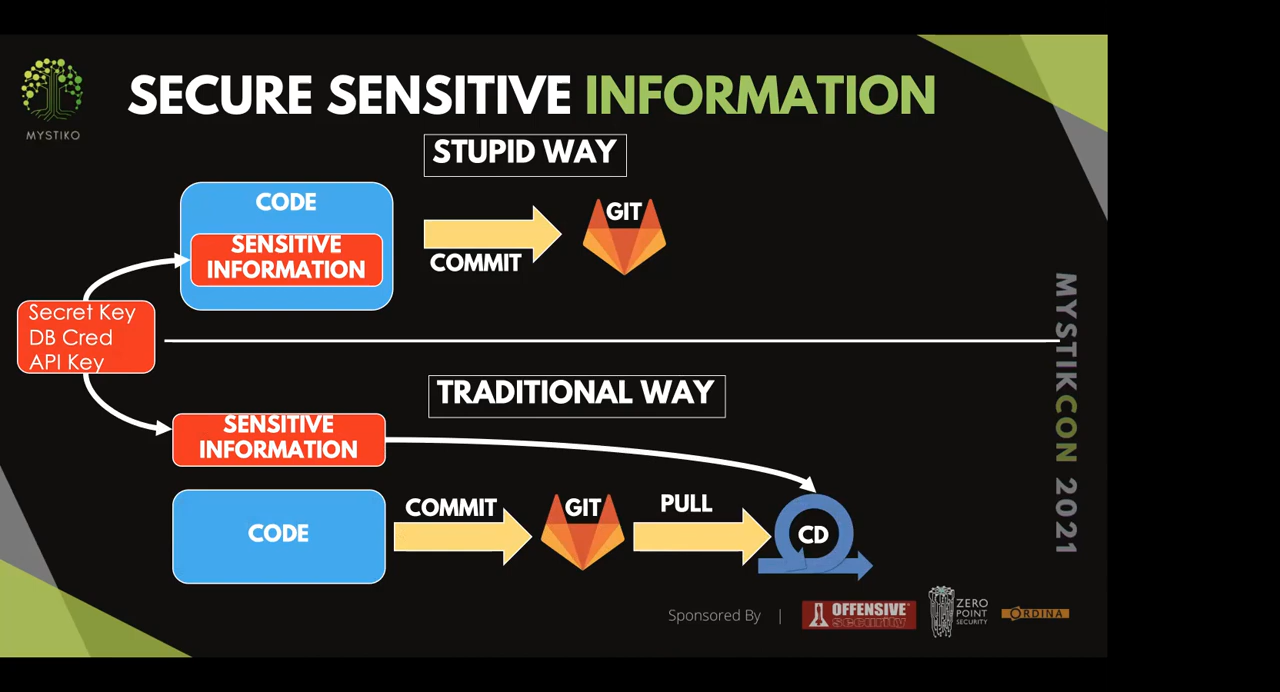 MYSTIKO
SECURE SENSITIVE INFORMATION
STUPID WAY
CODE
SENSITIVE
INFORMATION
COMMIT
GIT
Secret Key
DB Cred
API Key
TRADITIONAL WAY
SENSITIVE
INFORMATION
CODE
COMMIT
GIT
PULL
CD
MYSTIKCON 2021
Sponsored By |
OFFENSIVE
security
ZERO
POINT
SECURITY
ORDINA